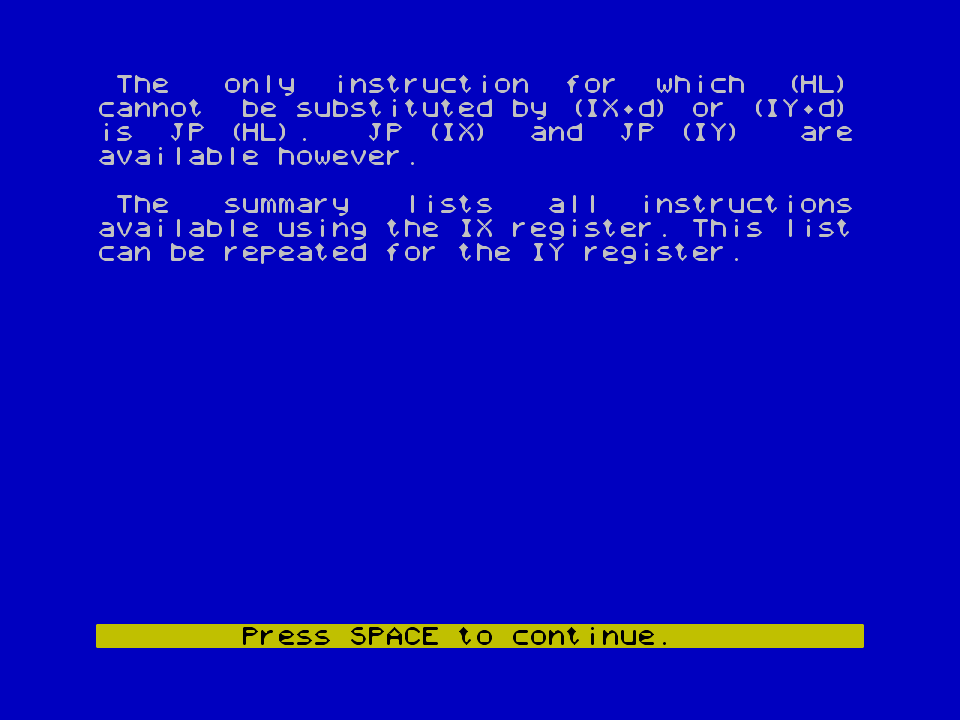 The only instruction for which (HL)
cannot be substituted by (IX+d) or (IY+d)
is JP (HL). JP (IX) and JP (IY) are
available however.
The summary lists all instructions
available using the IX register. This list
can be repeated for the IY register.
Press SPACE to continue.